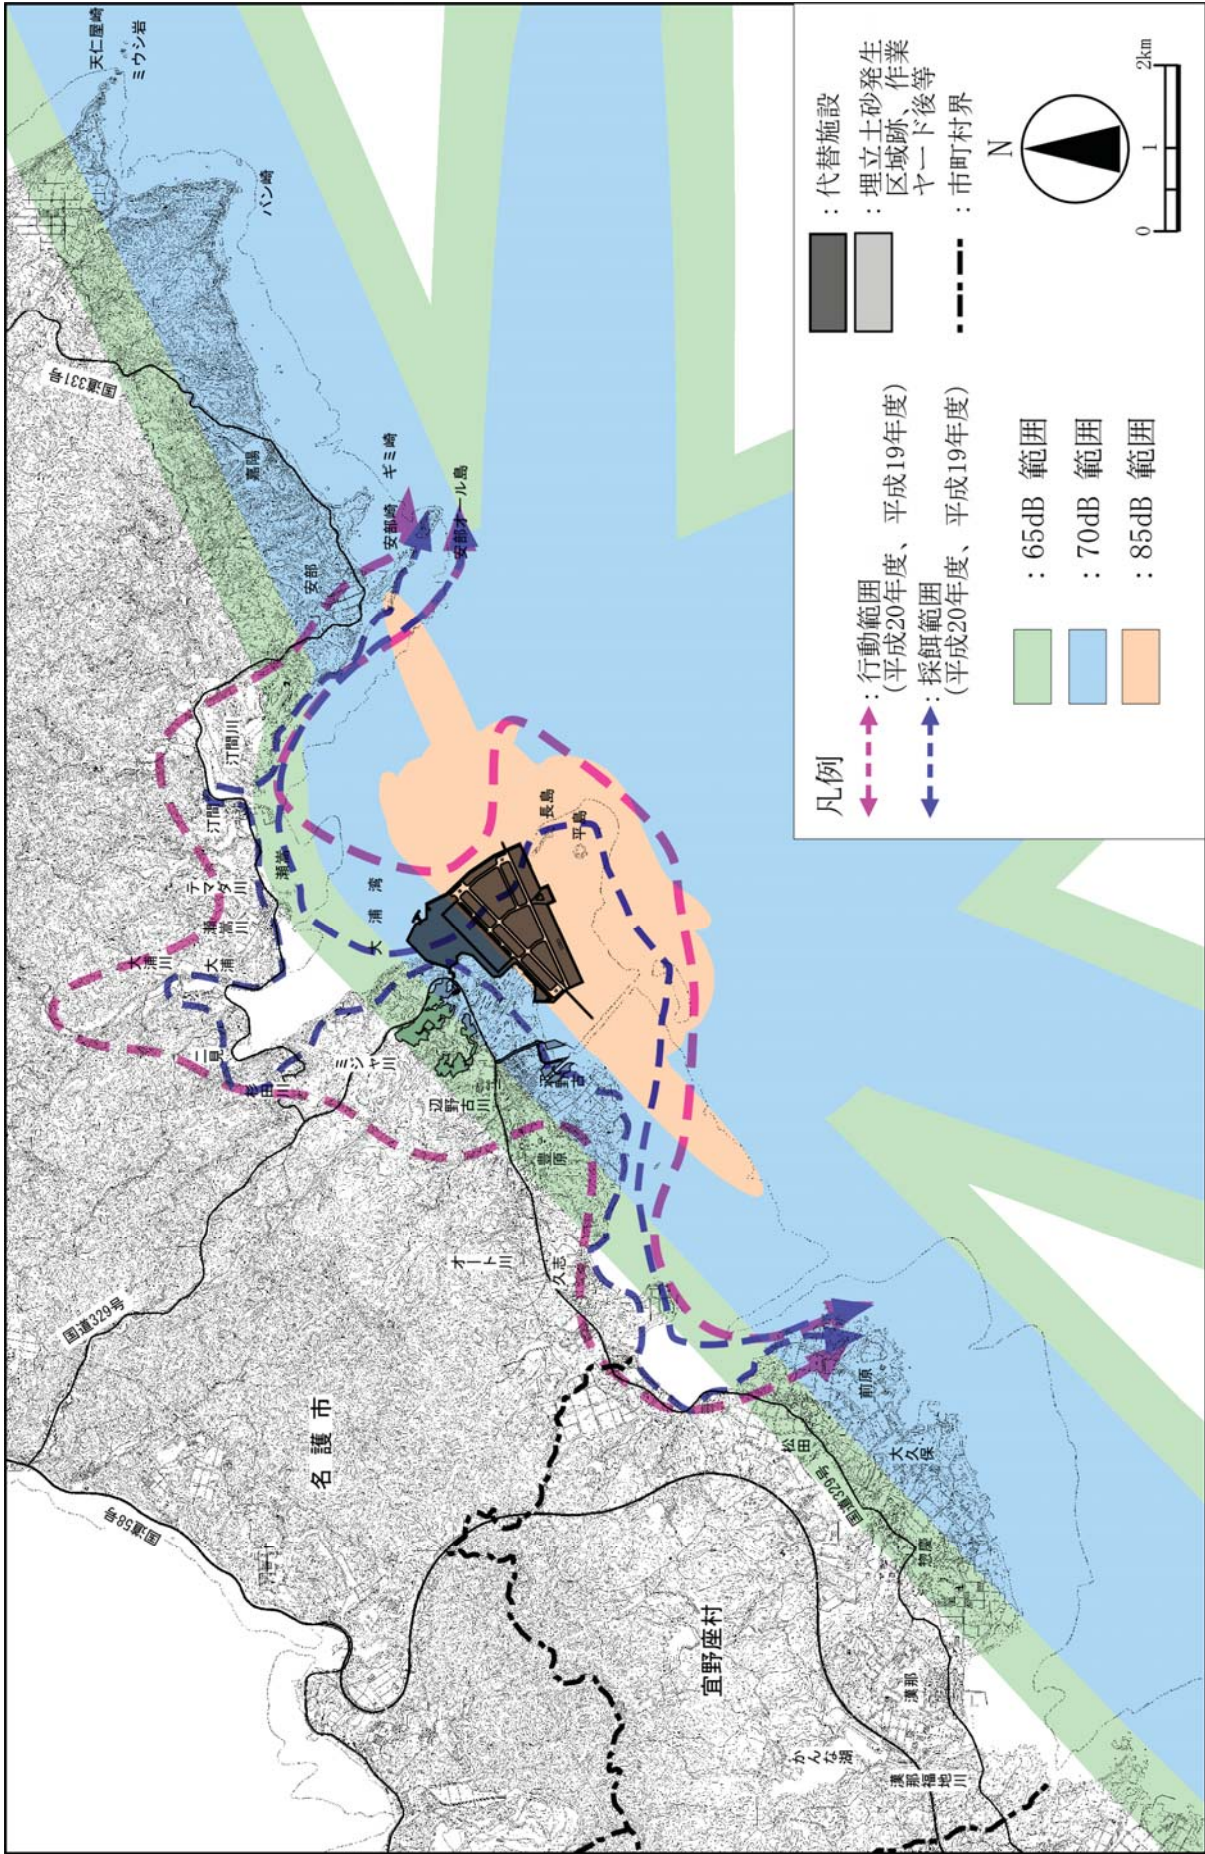 天仁屋崎
ミウシ岩
バン崎
国道331号
嘉陽
ギミ崎
安部崎
安部オール島
安部
汀間川
汀間
テマタ川
瀬嵩
瀬嵩川
大浦川
大浦
大浦湾
二見
杉田川
ミジャ川
辺野古川
辺野古
長島
平島
豊原
久志
オート川
国道329号
名護市
国道58号
松田
国道329号
前原
大久保
惣慶
宜野座村
漢那
かんな湖
漢那福地川
凡例
：行動範囲
(平成20年度、平成19年度)
：採餌範囲
(平成20年度、平成19年度)
：65dB 範囲
：70dB 範囲
：85dB 範囲
：代替施設
：埋立土砂発生
区域跡、作業
ヤード後等
：市町村界
N
0 1 2km